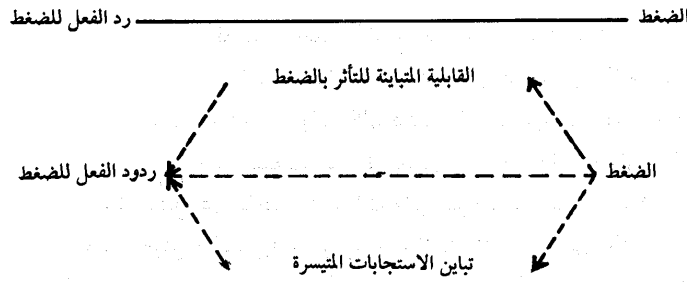 الضغط رد الفعل للضغط
القابلية المتباينة للتأثر بالضغط
الضغط ردود الفعل للضغط
تباين الاستجابات المتيسرة